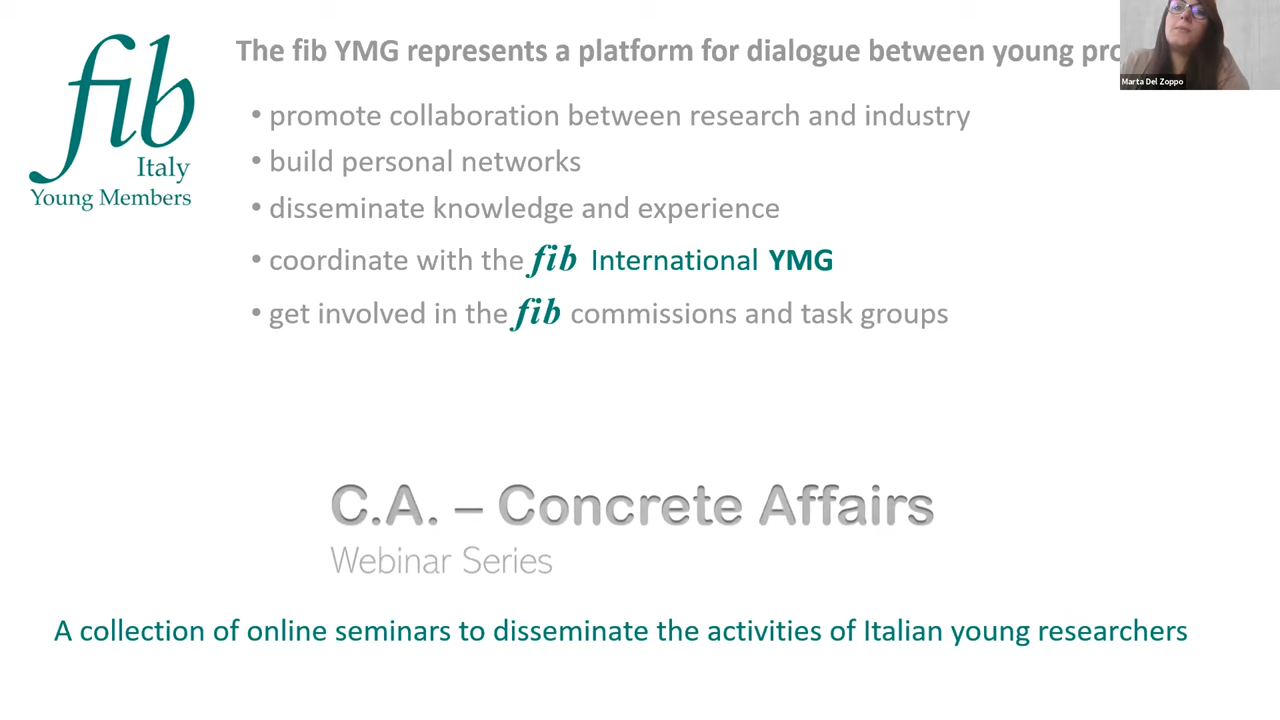 fib
Italy
Young Members
The fib YMG represents a platform for dialogue between young
• promote collaboration between research and industry
• build personal networks
• disseminate knowledge and experience
• coordinate with the fib International YMG
• get involved in the fib commissions and task groups
Marta Del Zoppo
C.A. – Concrete Affairs
Webinar Series
A collection of online seminars to disseminate the activities of Italian young researchers